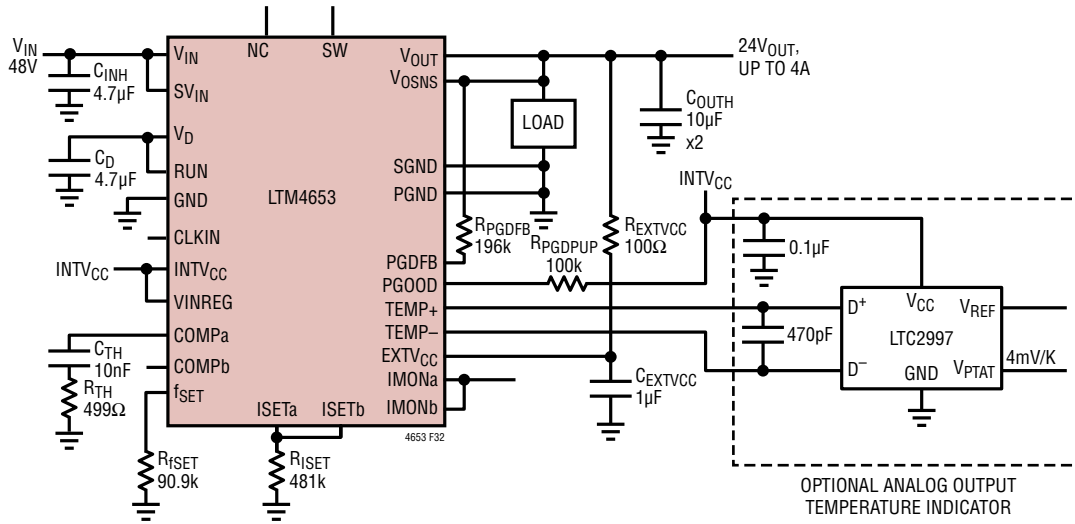 NC
SW
VIN
48V
CINH
4.7µF
VIN
SVIN
VD
CD
4.7µF
RUN
GND
CLKIN
INTVCC
INTVCC
VINREG
COMPa
CTH
10nF
COMPb
RTH
499Ω
fSET
RfSET
90.9k
LTM4653
ISETa
ISETb
RISET
481k
4653 F32
VOUT
VOSNS
SGND
PGND
PGDFB
PGOOD
TEMP+
TEMP–
EXTVCC
IMONa
IMONb
LOAD
24VOUT,
UP TO 4A
COUTH
10µF
x2
RPGDFB
196k
RPGDPUP
100k
REXTVCC
100Ω
CEXTVCC
1µF
INTVCC
0.1µF
470pF
D+
D–
VCC
LTC2997
GND
VREF
VPTAT
4mV/K
OPTIONAL ANALOG OUTPUT
TEMPERATURE INDICATOR